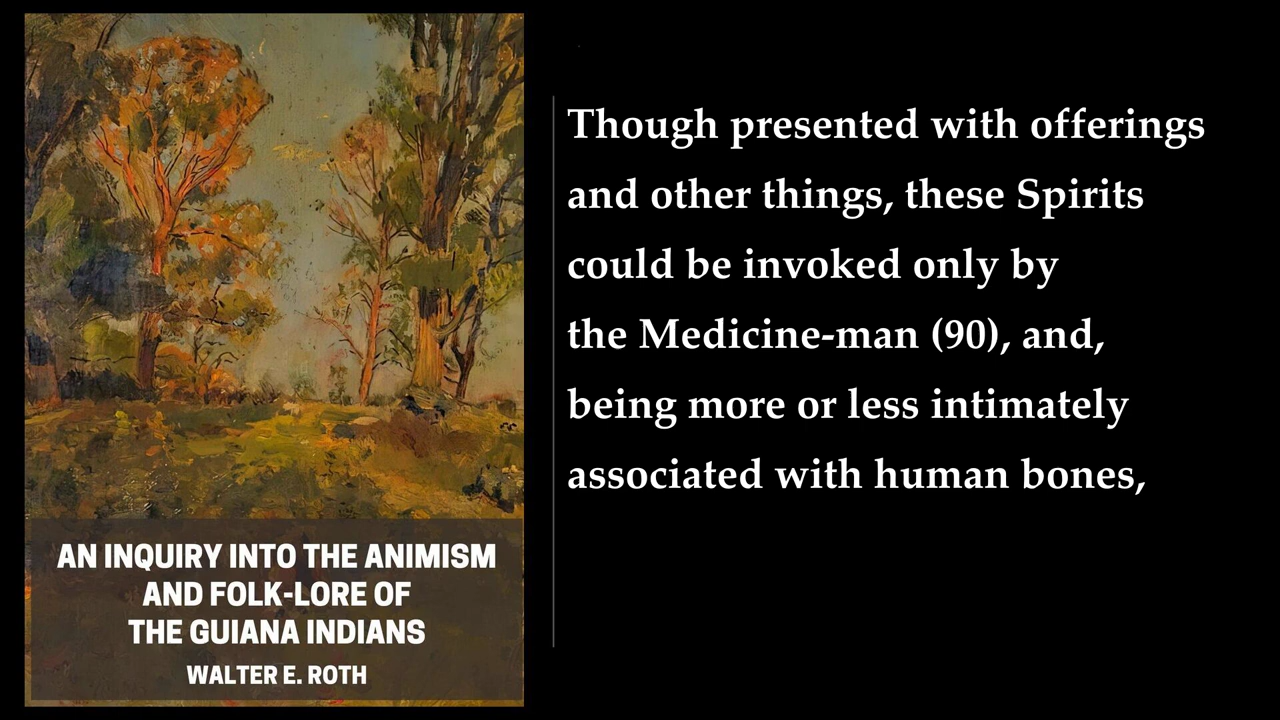 Though presented with offerings
and other things, these Spirits
could be invoked only by
the Medicine-man (90), and,
being more or less intimately
associated with human bones,
AN INQUIRY INTO THE ANIMISM
AND FOLK-LORE OF
THE GUIANA INDIANS
WALTER E. ROTH